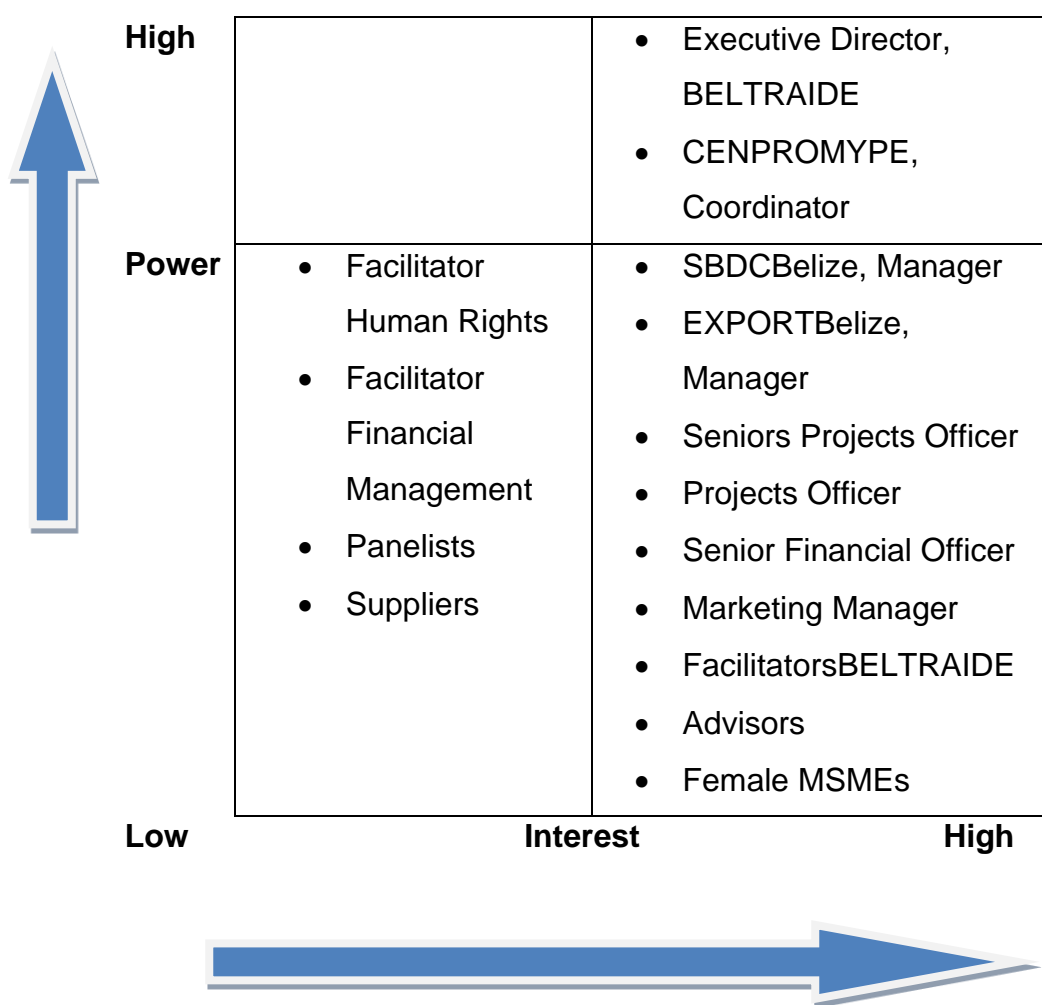 High
• Executive Director,
BELTRAIDE
• CENPROMYPE,
Coordinator
Power
• Facilitator
Human Rights
• Facilitator
Financial
Management
• Panelists
• Suppliers
• SBDCBelize, Manager
• EXPORTBelize,
Manager
• Seniors Projects Officer
• Projects Officer
• Senior Financial Officer
• Marketing Manager
• FacilitatorsBELTRAIDE
• Advisors
• Female MSMEs
Low Interest High